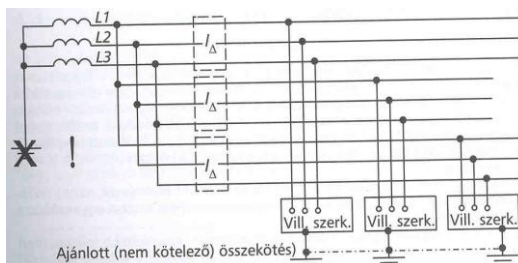 L1
L2
L3
I∆
I∆
I∆
!
Vill. szerk. Vill. szerk. Vill. szerk.
Ajánlott (nem kötelező) összekötés)